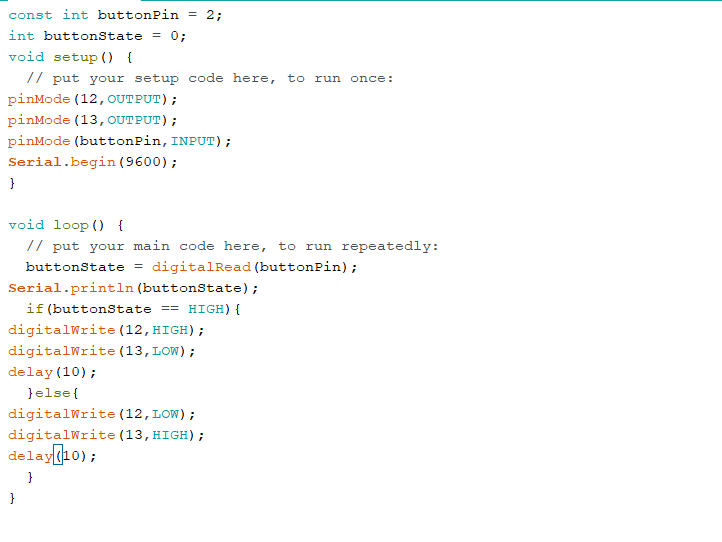 const int buttonPin = 2;
int buttonState = 0;
void setup() {
  // put your setup code here, to run once:
pinMode(12,OUTPUT);
pinMode(13,OUTPUT);
pinMode(buttonPin,INPUT);
Serial.begin(9600);
}

void loop() {
  // put your main code here, to run repeatedly:
  buttonState = digitalRead(buttonPin);
Serial.println(buttonState);
  if(buttonState == HIGH){
digitalWrite(12,HIGH);
digitalWrite(13,LOW);
delay(10);
  }else{
digitalWrite(12,LOW);
digitalWrite(13,HIGH);
delay(10);
  }
}